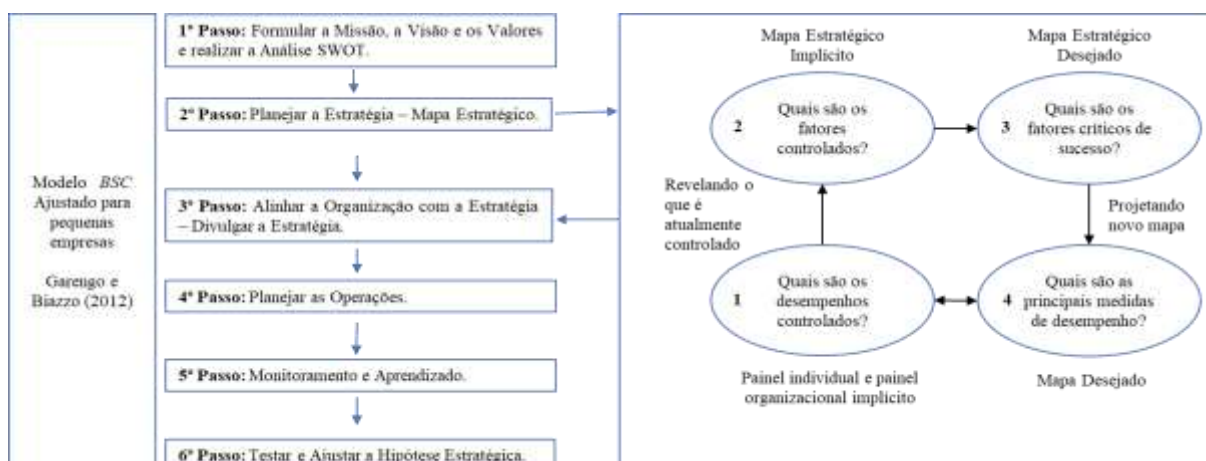 Modelo BSC
Ajustado para
pequenas
empresas
Garengo e
Biazzo (2012)
1º Passo: Formular a Missão, a Visão e os Valores
e realizar a Análise SWOT.
2º Passo: Planejar a Estratégia – Mapa Estratégico.
3º Passo: Alinhar a Organização com a Estratégia
– Divulgar a Estratégia.
4º Passo: Planejar as Operações.
5º Passo: Monitoramento e Aprendizado.
6º Passo: Testar e Ajustar a Hipótese Estratégica.
Mapa Estratégico
Implícito
Mapa Estratégico
Desejado
2
Quais são os
fatores
controlados?
3
Quais são os
fatores críticos de
sucesso?
Revelando o
que é
atualmente
controlado
Projetando
novo mapa
1
Quais são os
desempenhos
controlados?
4
Quais são as
principais medidas
de desempenho?
Painel individual e painel
organizacional implícito
Mapa Desejado